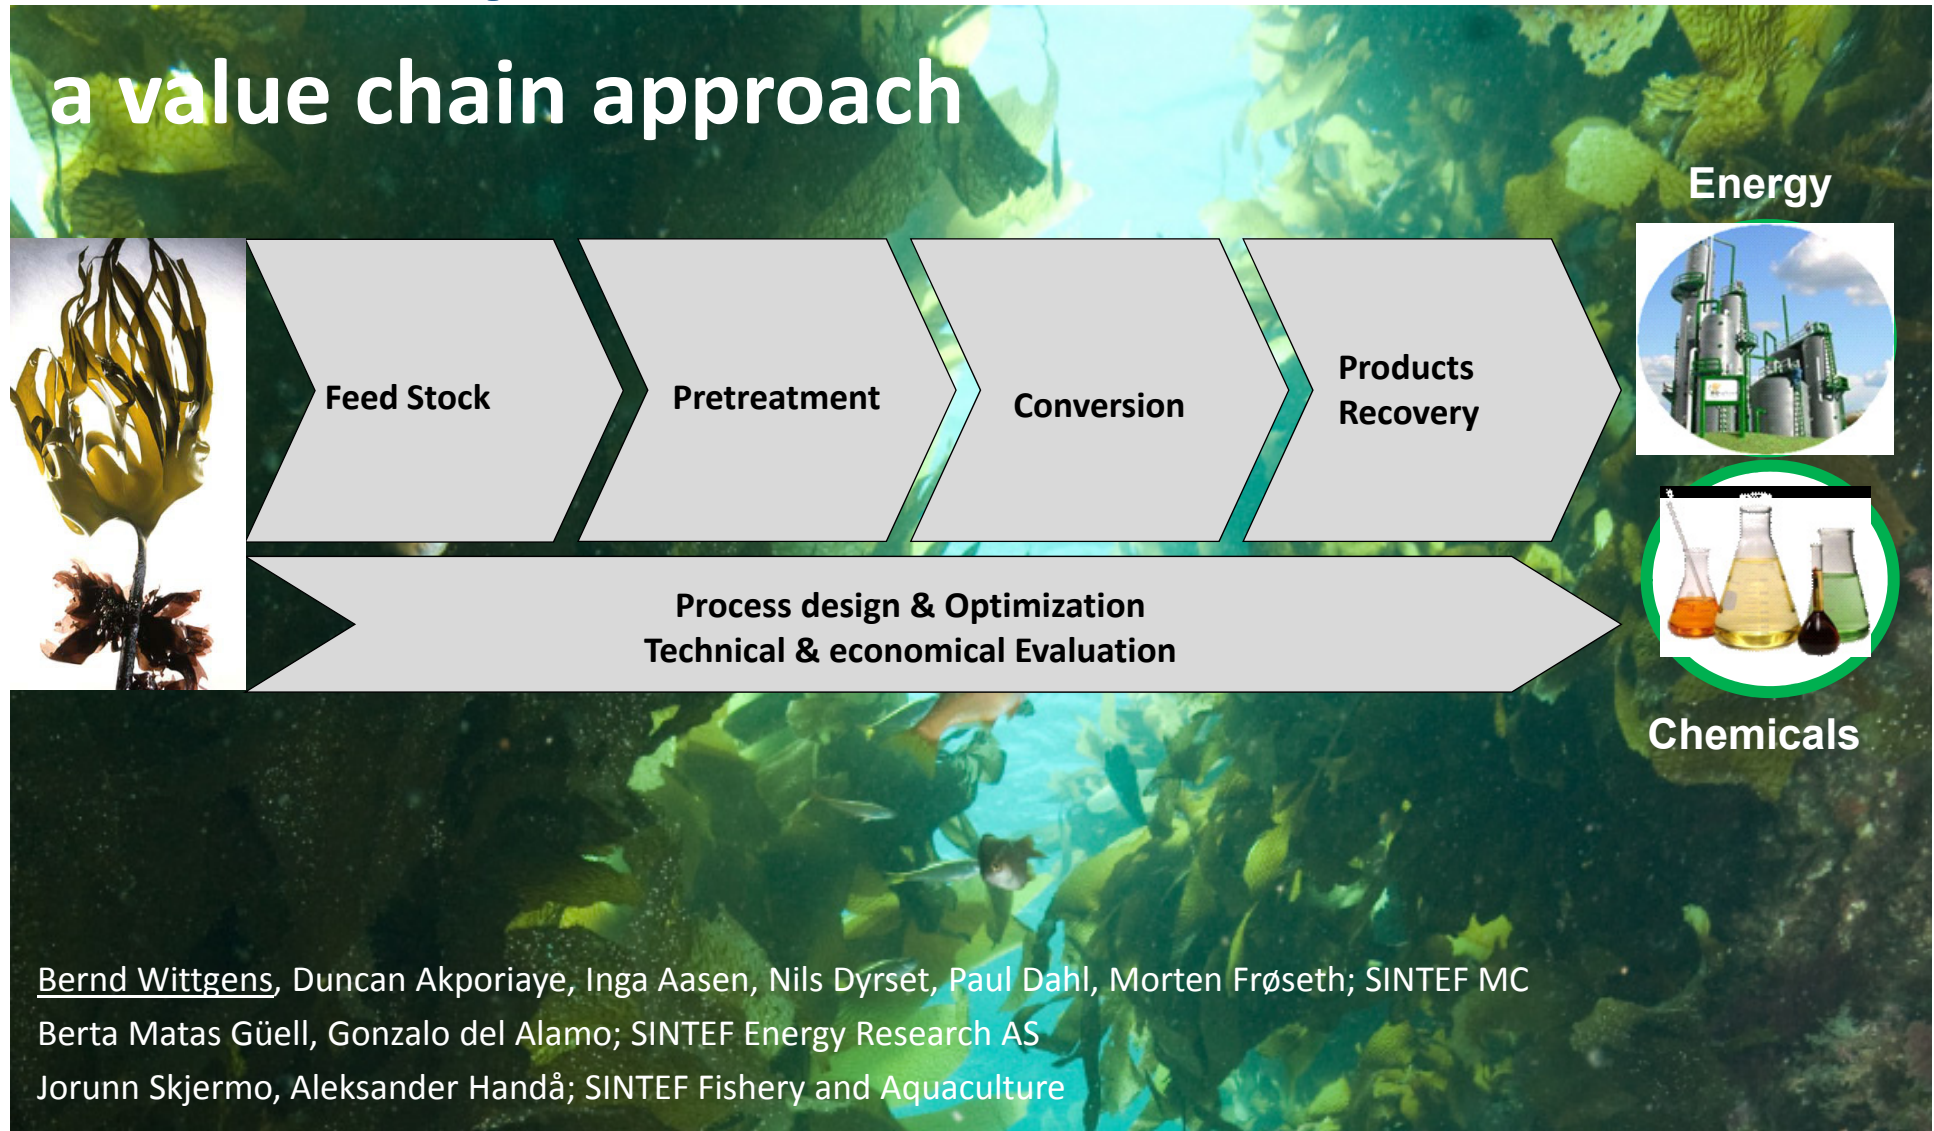 a value chain approach
Energy
Feed Stock
Pretreatment
Conversion
Products
Recovery
Process design & Optimization
Technical & economical Evaluation
Chemicals
Bernd Wittgens, Duncan Akporiaye, Inga Aasen, Nils Dyrset, Paul Dahl, Morten Frøseth; SINTEF MC
Berta Matas Güell, Gonzalo del Alamo; SINTEF Energy Research AS
Jorunn Skjermo, Aleksander Handå; SINTEF Fishery and Aquaculture